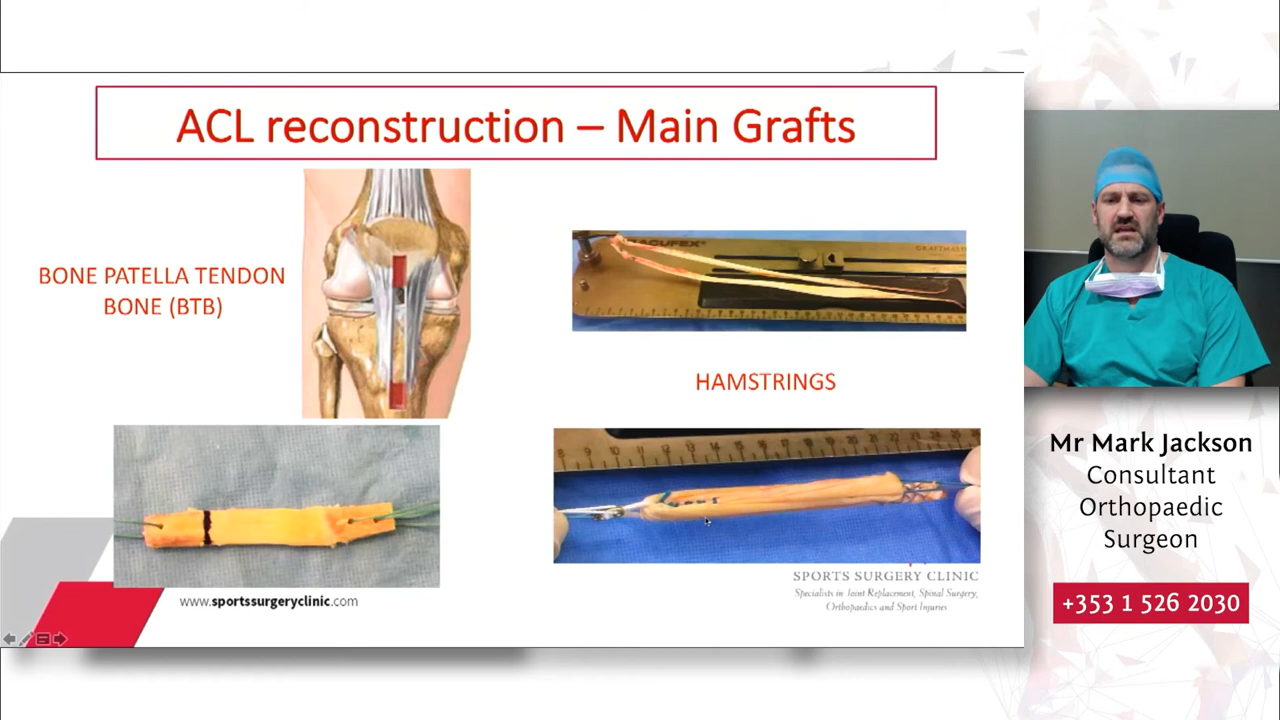 ACL reconstruction – Main Grafts
BONE PATELLA TENDON
BONE (BTB)
ACUFEX
HAMSTRINGS
www.sportssurgeryclinic.com
SPORTS SURGERY CLINIC
Specialists in Joint Replacement, Spinal Surgery,
Orthopaedics and Sport Injuries
Mr Mark Jackson
Consultant
Orthopaedic
Surgeon
+353 1 526 2030